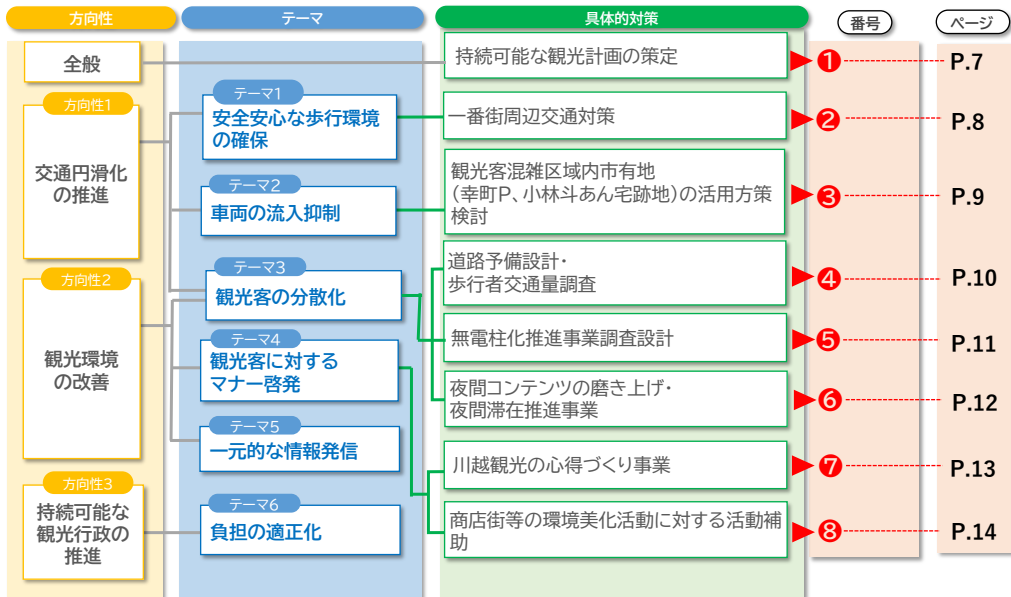 方向性
テーマ
具体的対策
番号
ページ
全般
持続可能な観光計画の策定
❶
P.7
方向性1
交通円滑化
の推進
テーマ1
安全安心な歩行環境
の確保
一番街周辺交通対策
❷
P.8
テーマ2
車両の流入抑制
観光客混雑区域内市有地
(幸町P、小林斗あん宅跡地)の活用方策
検討
❸
P.9
方向性2
観光環境
の改善
テーマ3
観光客の分散化
道路予備設計・
歩行者交通量調査
❹
P.10
無電柱化推進事業調査設計
❺
P.11
テーマ4
観光客に対する
マナー啓発
夜間コンテンツの磨き上げ・
夜間滞在推進事業
❻
P.12
テーマ5
一元的な情報発信
川越観光の心得づくり事業
❼
P.13
方向性3
持続可能な
観光行政の
推進
テーマ6
負担の適正化
商店街等の環境美化活動に対する活動補
助
❽
P.14